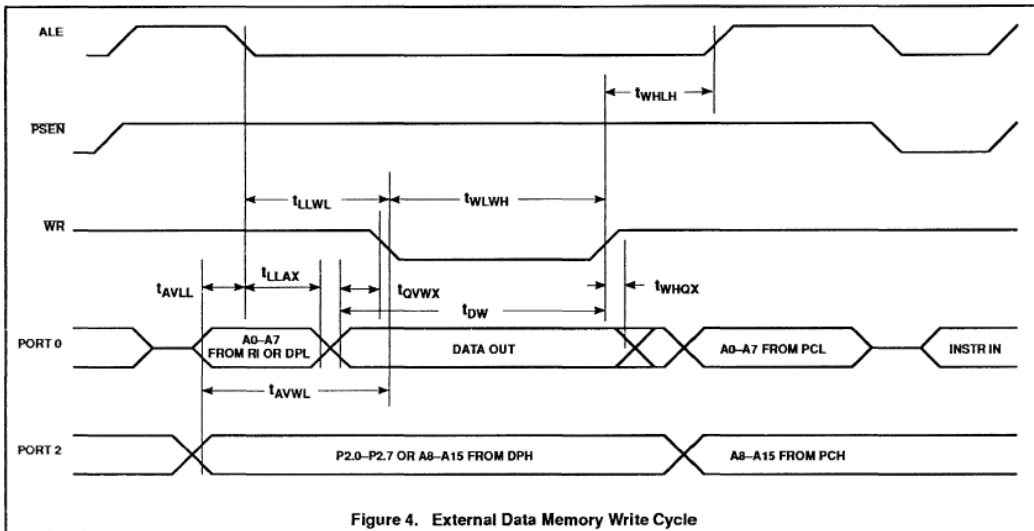 ALE
tWHLH
PSEN
tLLWL
tWLWH
WR
tAVLL
tLLAX
tQVWX
tWHQX
tDW
PORT 0
A0–A7
FROM RI OR DPL
DATA OUT
A0–A7 FROM PCL
INSTR IN
tAVWL
PORT 2
P2.0–P2.7 OR A8–A15 FROM DPH
A8–A15 FROM PCH
Figure 4. External Data Memory Write Cycle